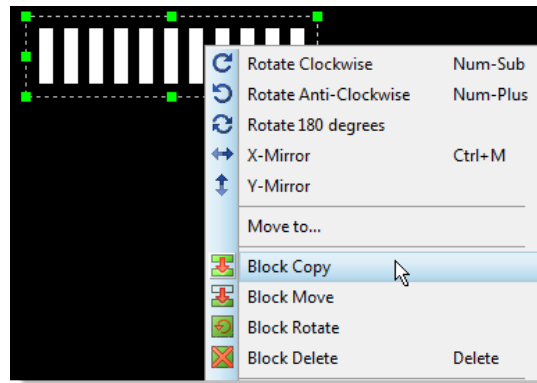 Rotate Clockwise Num-Sub
Rotate Anti-Clockwise Num-Plus
Rotate 180 degrees
X-Mirror Ctrl+M
Y-Mirror
Move to...
Block Copy
Block Move
Block Rotate
Block Delete Delete